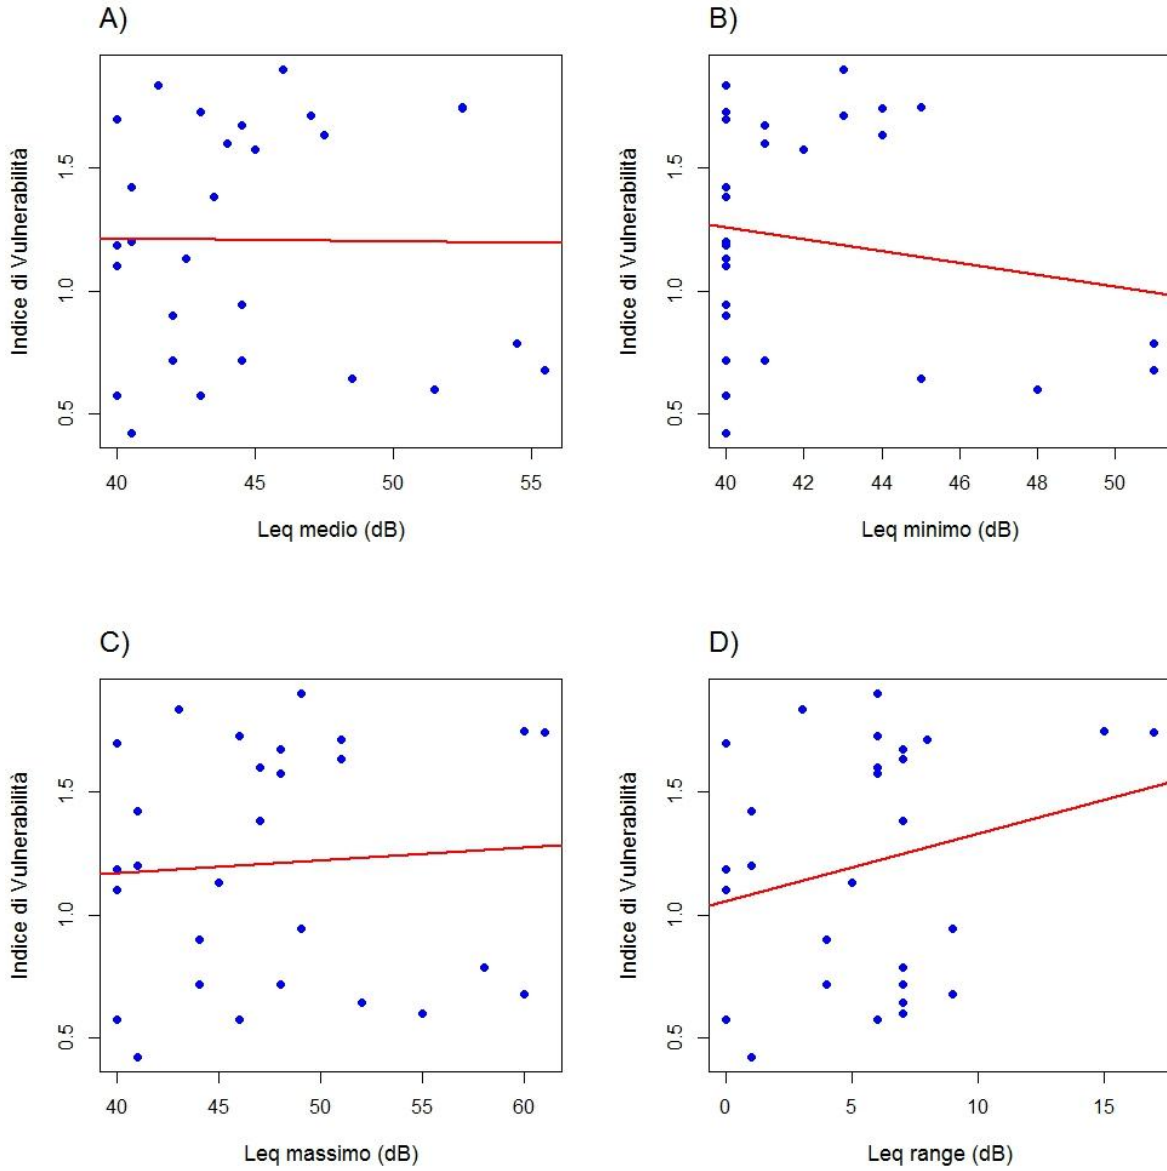 A)
Indice di Vulnerabilità
1.5
1.0
0.5
40 45 50 55
Leq medio (dB)
B)
Indice di Vulnerabilità
1.5
1.0
0.5
40 42 44 46 48 50
Leq minimo (dB)
C)
Indice di Vulnerabilità
1.5
1.0
0.5
40 45 50 55 60
Leq massimo (dB)
D)
Indice di Vulnerabilità
1.5
1.0
0.5
0 5 10 15
Leq range (dB)